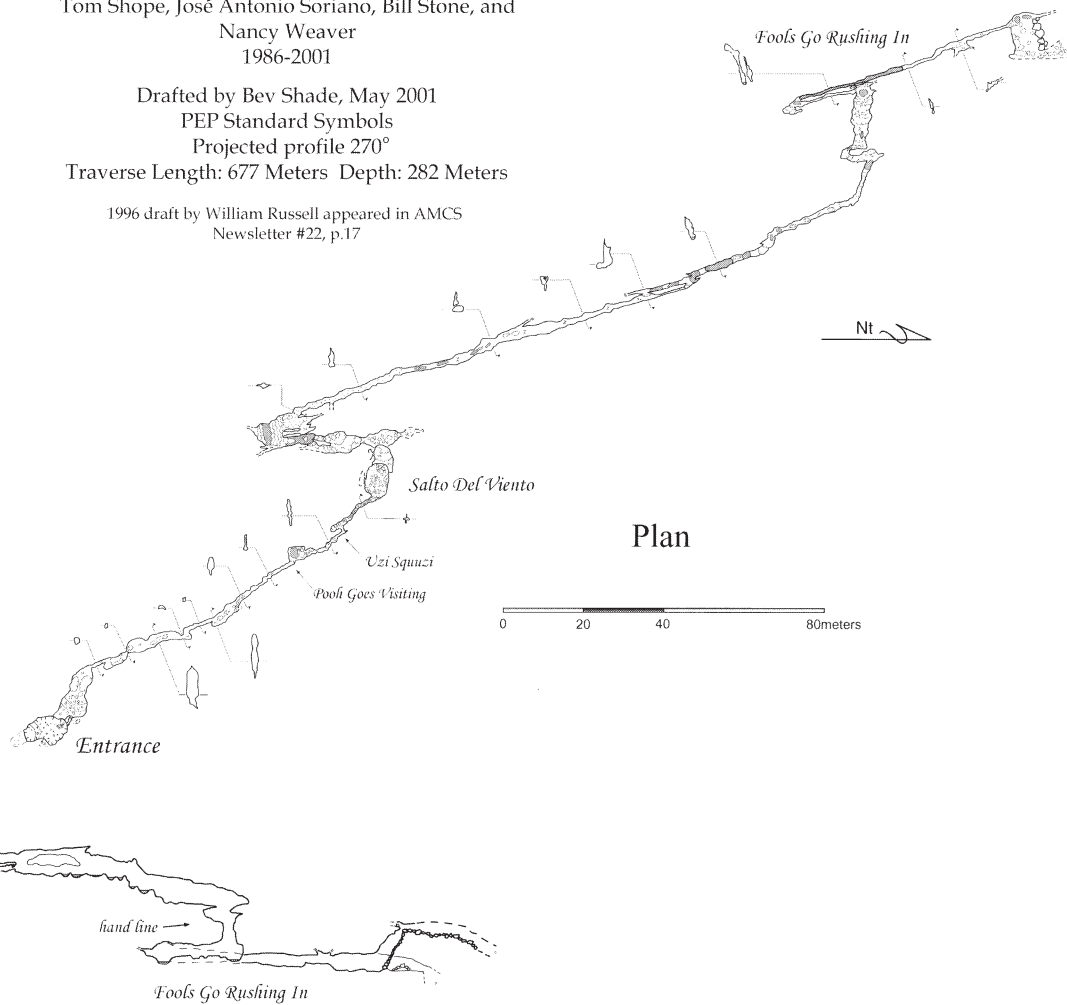 Tom Shope, José Antonio Soriano, Bill Stone, and
Nancy Weaver
1986-2001
Drafted by Bev Shade, May 2001
PEP Standard Symbols
Projected profile 270°
Traverse Length: 677 Meters Depth: 282 Meters
1996 draft by William Russell appeared in AMCS
Newsletter #22, p.17
Fools Go Rushing In
Nt
Salto Del Viento
Plan
Uzi Squuzi
Pooh Goes Visiting
0 20 40 80meters
Entrance
hand line
Fools Go Rushing In